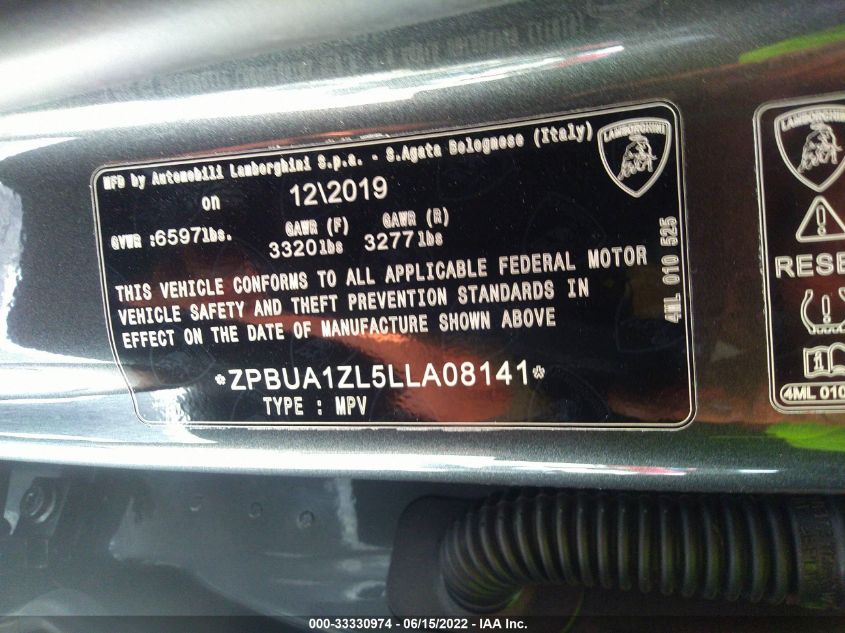 MFD by Automobili Lamborghini S.p.a. - S.Agata Bolognese (Italy)
on 12\2019
GVWR :6597lbs. GAWR (F) 3320lbs GAWR (R) 3277lbs
THIS VEHICLE CONFORMS TO ALL APPLICABLE FEDERAL MOTOR
VEHICLE SAFETY AND THEFT PREVENTION STANDARDS IN
EFFECT ON THE DATE OF MANUFACTURE SHOWN ABOVE
*ZPBUA1ZL5LLA08141*
TYPE : MPV
4ML 010 525
LAMBORGHINI
LAMBORGHINI
RESE
4ML 010
000-33330974 - 06/15/2022 - IAA Inc.